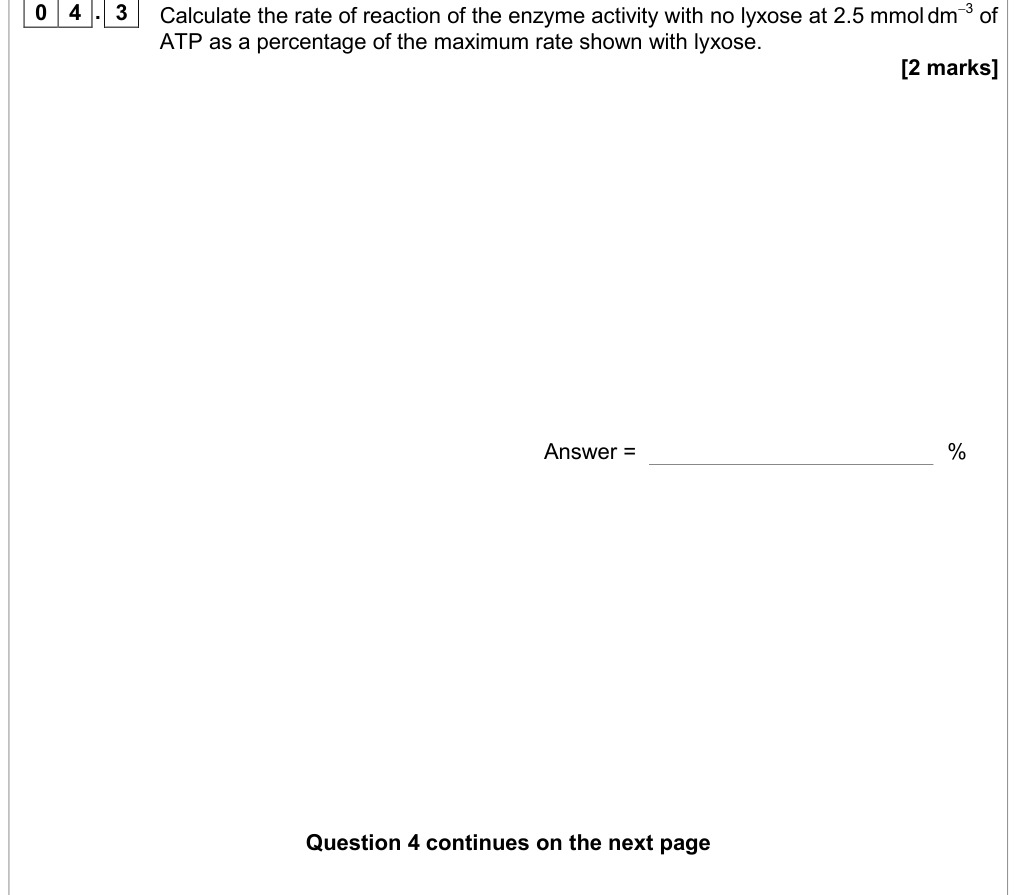 0 4 . 3 Calculate the rate of reaction of the enzyme activity with no lyxose at 2.5 mmol dm⁻³ of
ATP as a percentage of the maximum rate shown with lyxose.
[2 marks]
Answer = ______________________ %
Question 4 continues on the next page